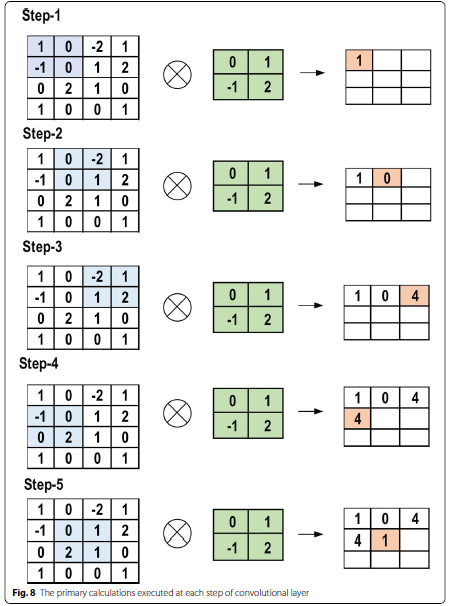 Step-1
1 0 -2 1
-1 0 1 2
0 2 1 0
1 0 0 1
0 1
-1 2
1
Step-2
1 0 -2 1
-1 0 1 2
0 2 1 0
1 0 0 1
0 1
-1 2
1 0
Step-3
1 0 -2 1
-1 0 1 2
0 2 1 0
1 0 0 1
0 1
-1 2
1 0 4
Step-4
1 0 -2 1
-1 0 1 2
0 2 1 0
1 0 0 1
0 1
-1 2
1 0 4
4
Step-5
1 0 -2 1
-1 0 1 2
0 2 1 0
1 0 0 1
0 1
-1 2
1 0 4
4 1
Fig. 8 The primary calculations executed at each step of convolutional layer